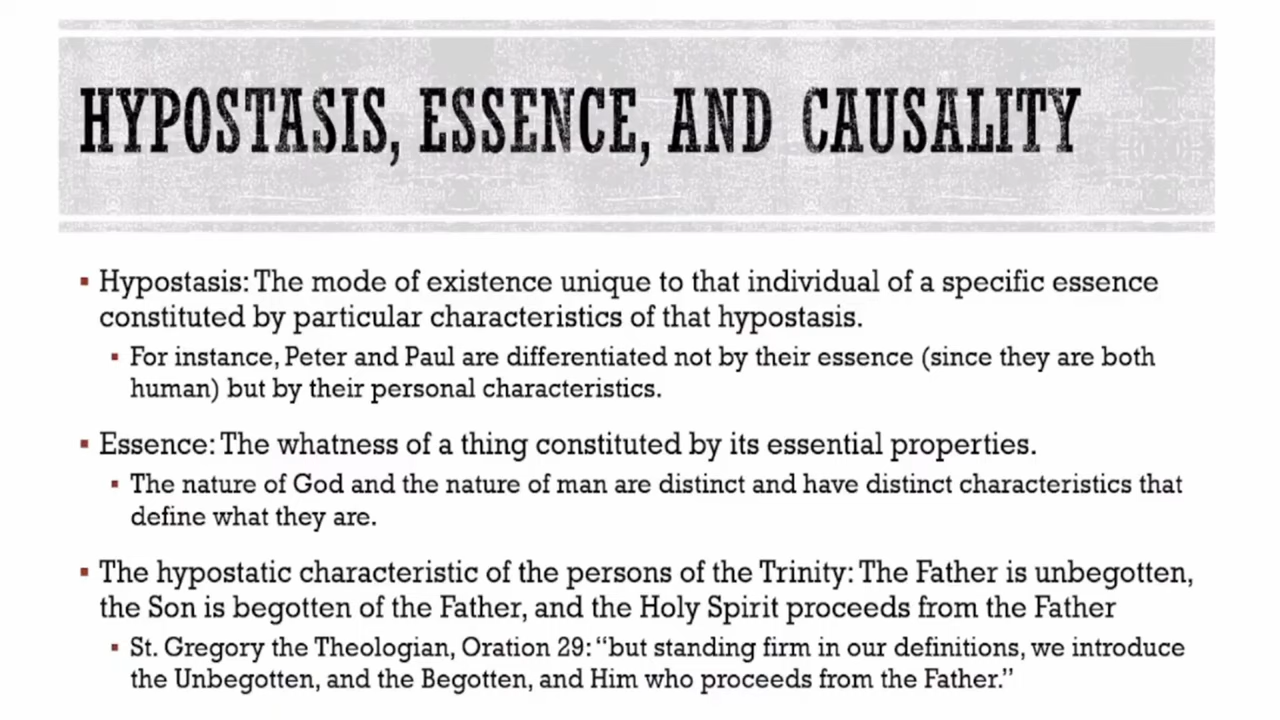 HYPOSTASIS, ESSENCE, AND CAUSALITY
▪ Hypostasis: The mode of existence unique to that individual of a specific essence
constituted by particular characteristics of that hypostasis.
▪ For instance, Peter and Paul are differentiated not by their essence (since they are both
human) but by their personal characteristics.
▪ Essence: The whatness of a thing constituted by its essential properties.
▪ The nature of God and the nature of man are distinct and have distinct characteristics that
define what they are.
▪ The hypostatic characteristic of the persons of the Trinity: The Father is unbegotten,
the Son is begotten of the Father, and the Holy Spirit proceeds from the Father
▪ St. Gregory the Theologian, Oration 29: “but standing firm in our definitions, we introduce
the Unbegotten, and the Begotten, and Him who proceeds from the Father.”